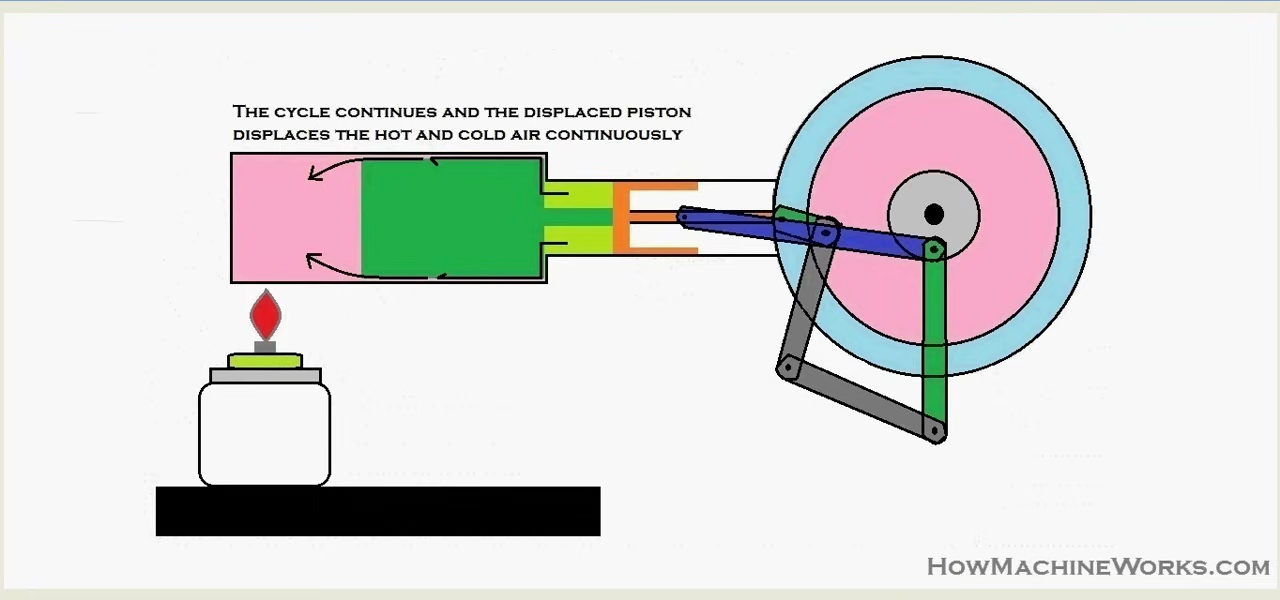 The cycle continues and the displaced piston
displaces the hot and cold air continuously
HowMachineWorks.com